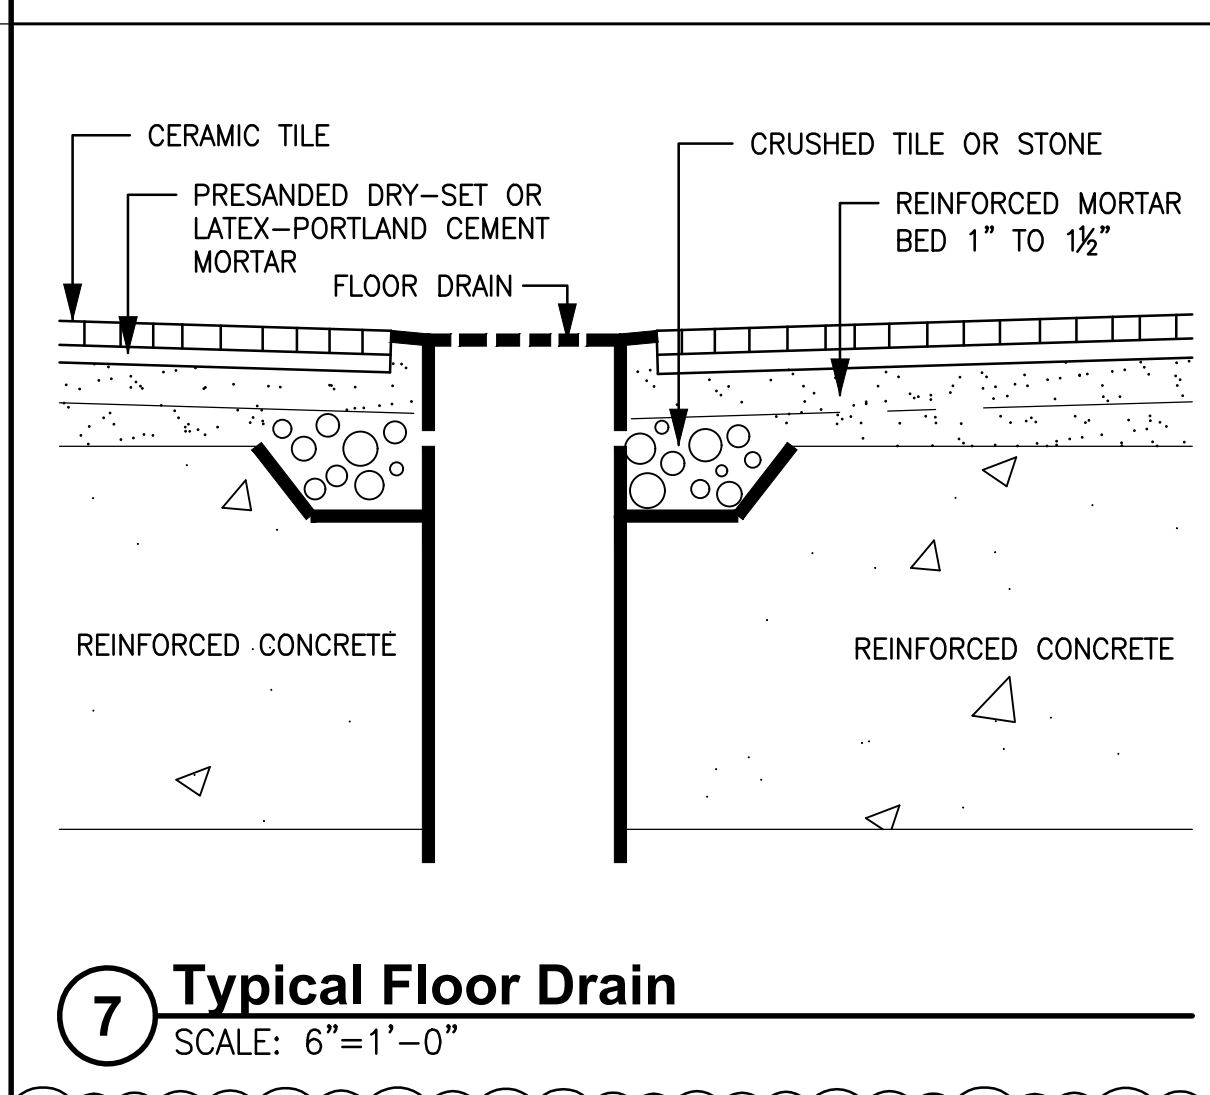 CERAMIC TILE
PRESANDED DRY-SET OR
LATEX-PORTLAND CEMENT
MORTAR
FLOOR DRAIN
CRUSHED TILE OR STONE
REINFORCED MORTAR
BED 1" TO 1½"
REINFORCED CONCRETE
REINFORCED CONCRETE
7
Typical Floor Drain
SCALE: 6"=1'-0"